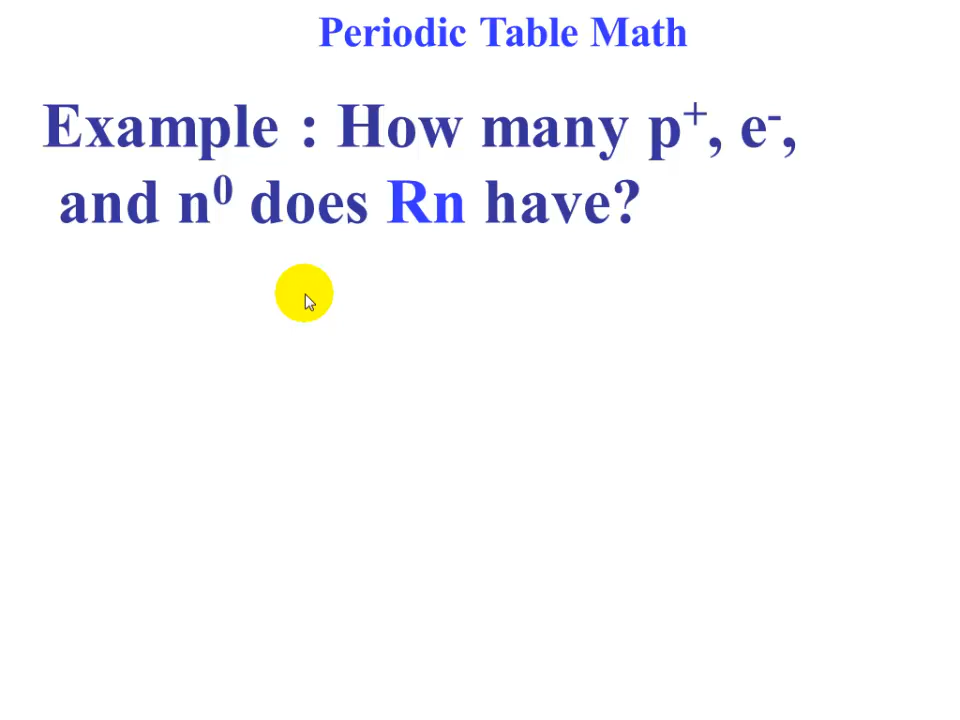 Periodic Table Math
Example : How many p⁺, e⁻,
and n⁰ does Rn have?